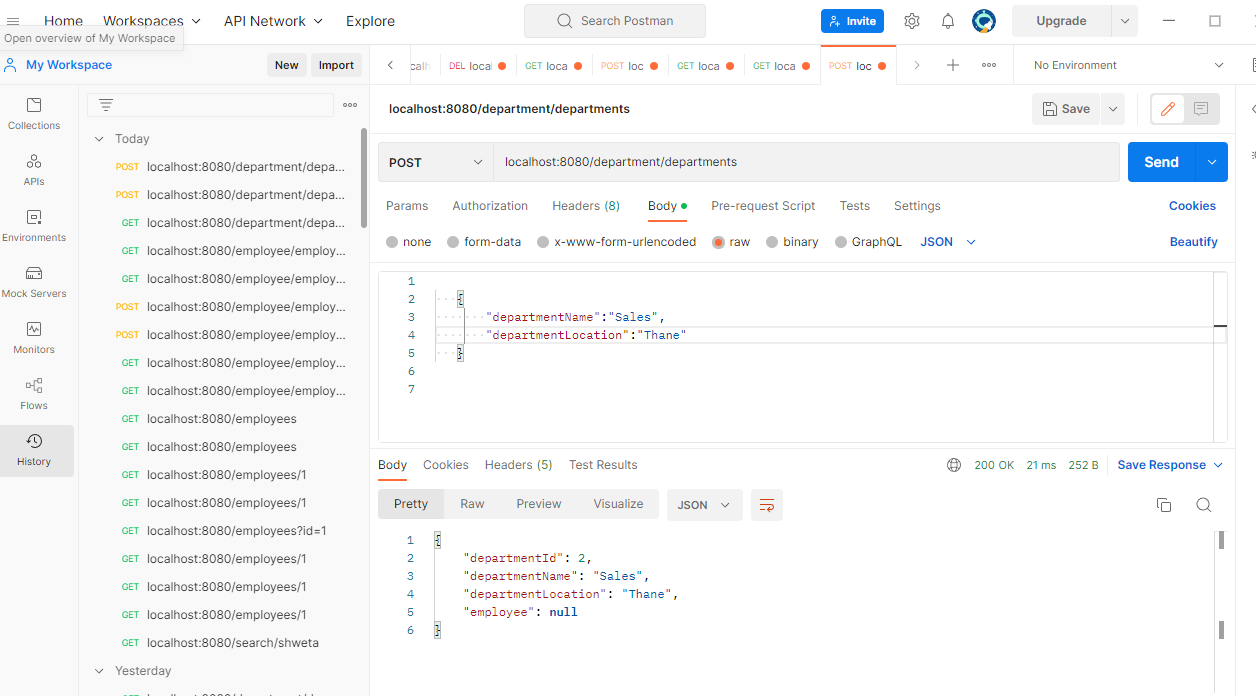 Home Workspaces API Network Explore Search Postman Invite Upgrade
Open overview of My Workspace
My Workspace New Import
DEL local GET loca POST loc GET loca GET loca POST loc No Environment
Collections
APIs
Environments
Mock Servers
Monitors
Flows
History
Today
POST localhost:8080/department/depa...
POST localhost:8080/department/depa...
GET localhost:8080/department/depa...
GET localhost:8080/employee/employ...
GET localhost:8080/employee/employ...
POST localhost:8080/employee/employ...
POST localhost:8080/employee/employ...
GET localhost:8080/employee/employ...
GET localhost:8080/employee/employ...
GET localhost:8080/employees
GET localhost:8080/employees
GET localhost:8080/employees/1
GET localhost:8080/employees/1
GET localhost:8080/employees?id=1
GET localhost:8080/employees/1
GET localhost:8080/employees/1
GET localhost:8080/employees/1
GET localhost:8080/search/shweta
Yesterday
localhost:8080/department/departments Save
POST localhost:8080/department/departments Send
Params Authorization Headers (8) Body Pre-request Script Tests Settings Cookies
none form-data x-www-form-urlencoded raw binary GraphQL JSON Beautify
1
2 {
3 "departmentName":"Sales",
4 "departmentLocation":"Thane"
5 }
6
7
Body Cookies Headers (5) Test Results 200 OK 21 ms 252 B Save Response
Pretty Raw Preview Visualize JSON
1 {
2 "departmentId": 2,
3 "departmentName": "Sales",
4 "departmentLocation": "Thane",
5 "employee": null
6 }